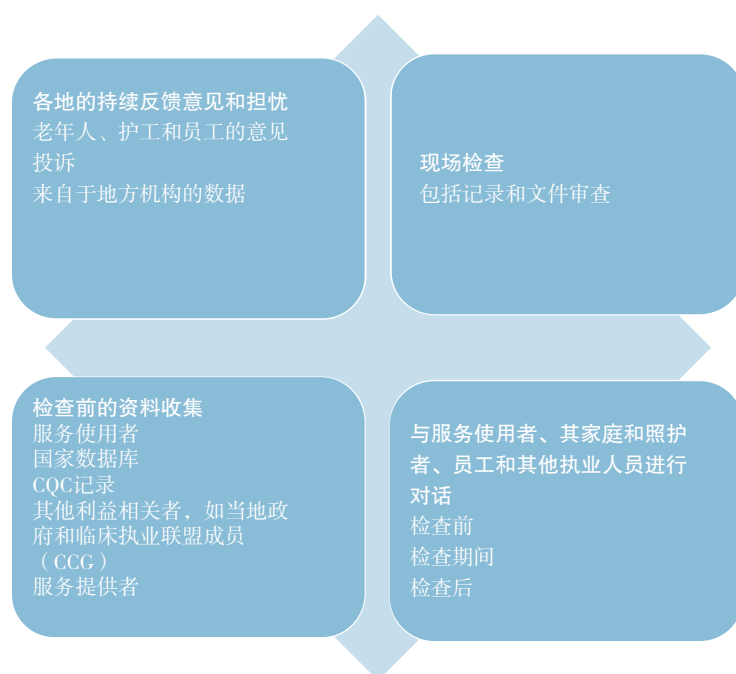 各地的持续反馈意见和担忧
老年人、护工和员工的意见
投诉
来自于地方机构的数据
现场检查
包括记录和文件审查
检查前的资料收集
服务使用者
国家数据库
CQC记录
其他利益相关者，如当地政
府和临床执业联盟成员
（CCG）
服务提供者
与服务使用者、其家庭和照护
者、员工和其他执业人员进行
对话
检查前
检查期间
检查后